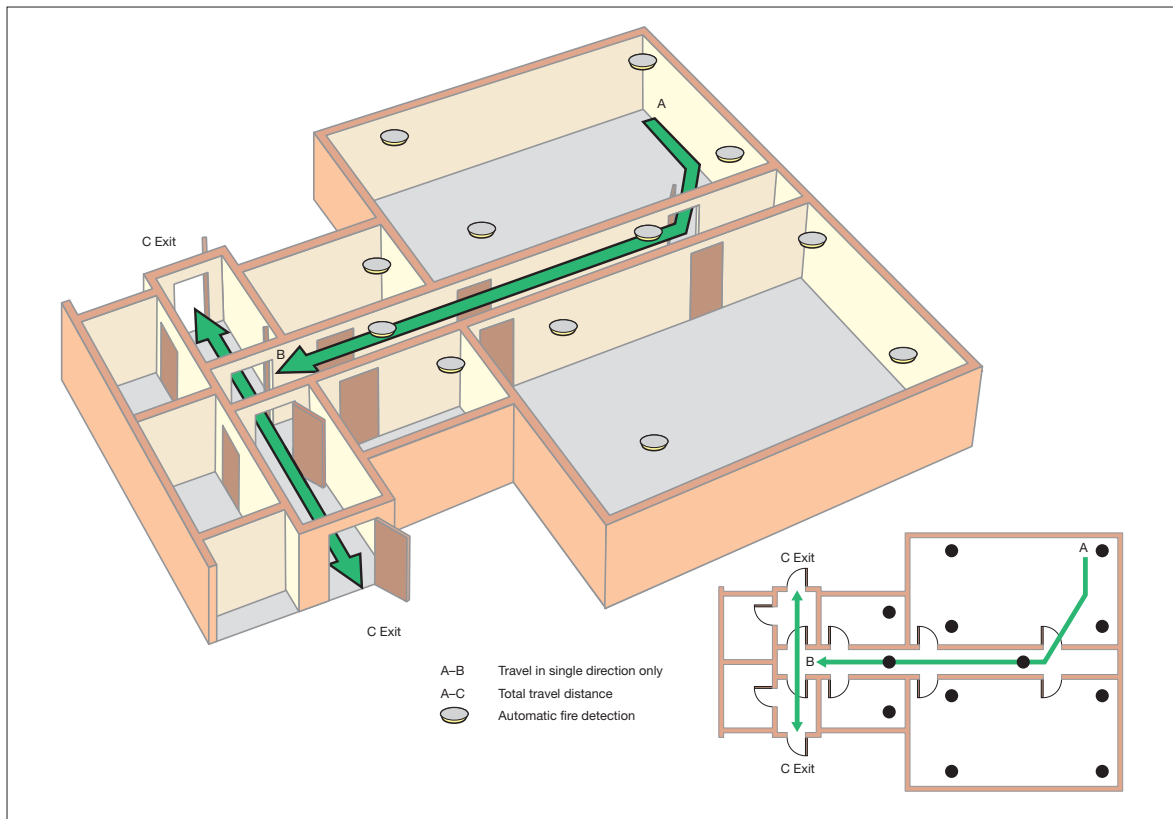 A
C Exit
B
C Exit
A–B Travel in single direction only
A–C Total travel distance
Automatic fire detection
C Exit
A
B
C Exit